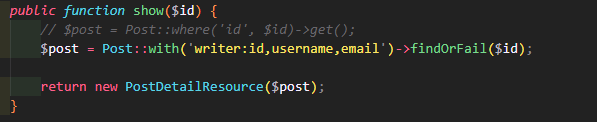 public function show($id) {
// $post = Post::where('id', $id)->get();
$post = Post::with('writer:id,username,email')->findOrFail($id);
return new PostDetailResource($post);
}